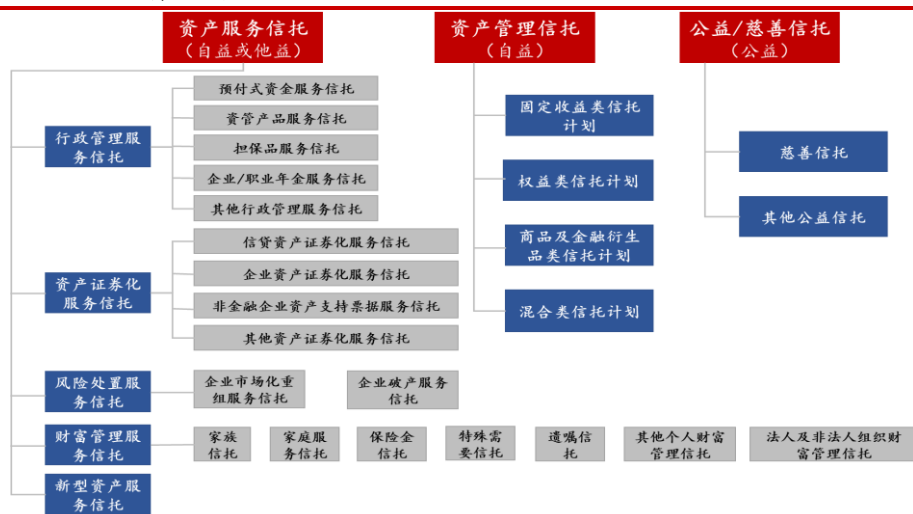 资产服务信托
（自益或他益）
资产管理信托
（自益）
公益/慈善信托
（公益）
行政管理服
务信托
预付式资金服务信托
资管产品服务信托
担保品服务信托
企业/职业年金服务信托
其他行政管理服务信托
资产证券化
服务信托
信贷资产证券化服务信托
企业资产证券化服务信托
非金融企业资产支持票据服务信托
其他资产证券化服务信托
风险处置服
务信托
企业市场化重
组服务信托
企业破产服务
信托
财富管理服
务信托
家族
信托
家庭服
务信托
保险金
信托
特殊需
要信托
遗嘱信
托
其他个人财富
管理信托
法人及非法人组织财
富管理信托
新型资产服
务信托
固定收益类信托
计划
权益类信托计划
商品及金融衍生
品类信托计划
混合类信托计划
慈善信托
其他公益信托